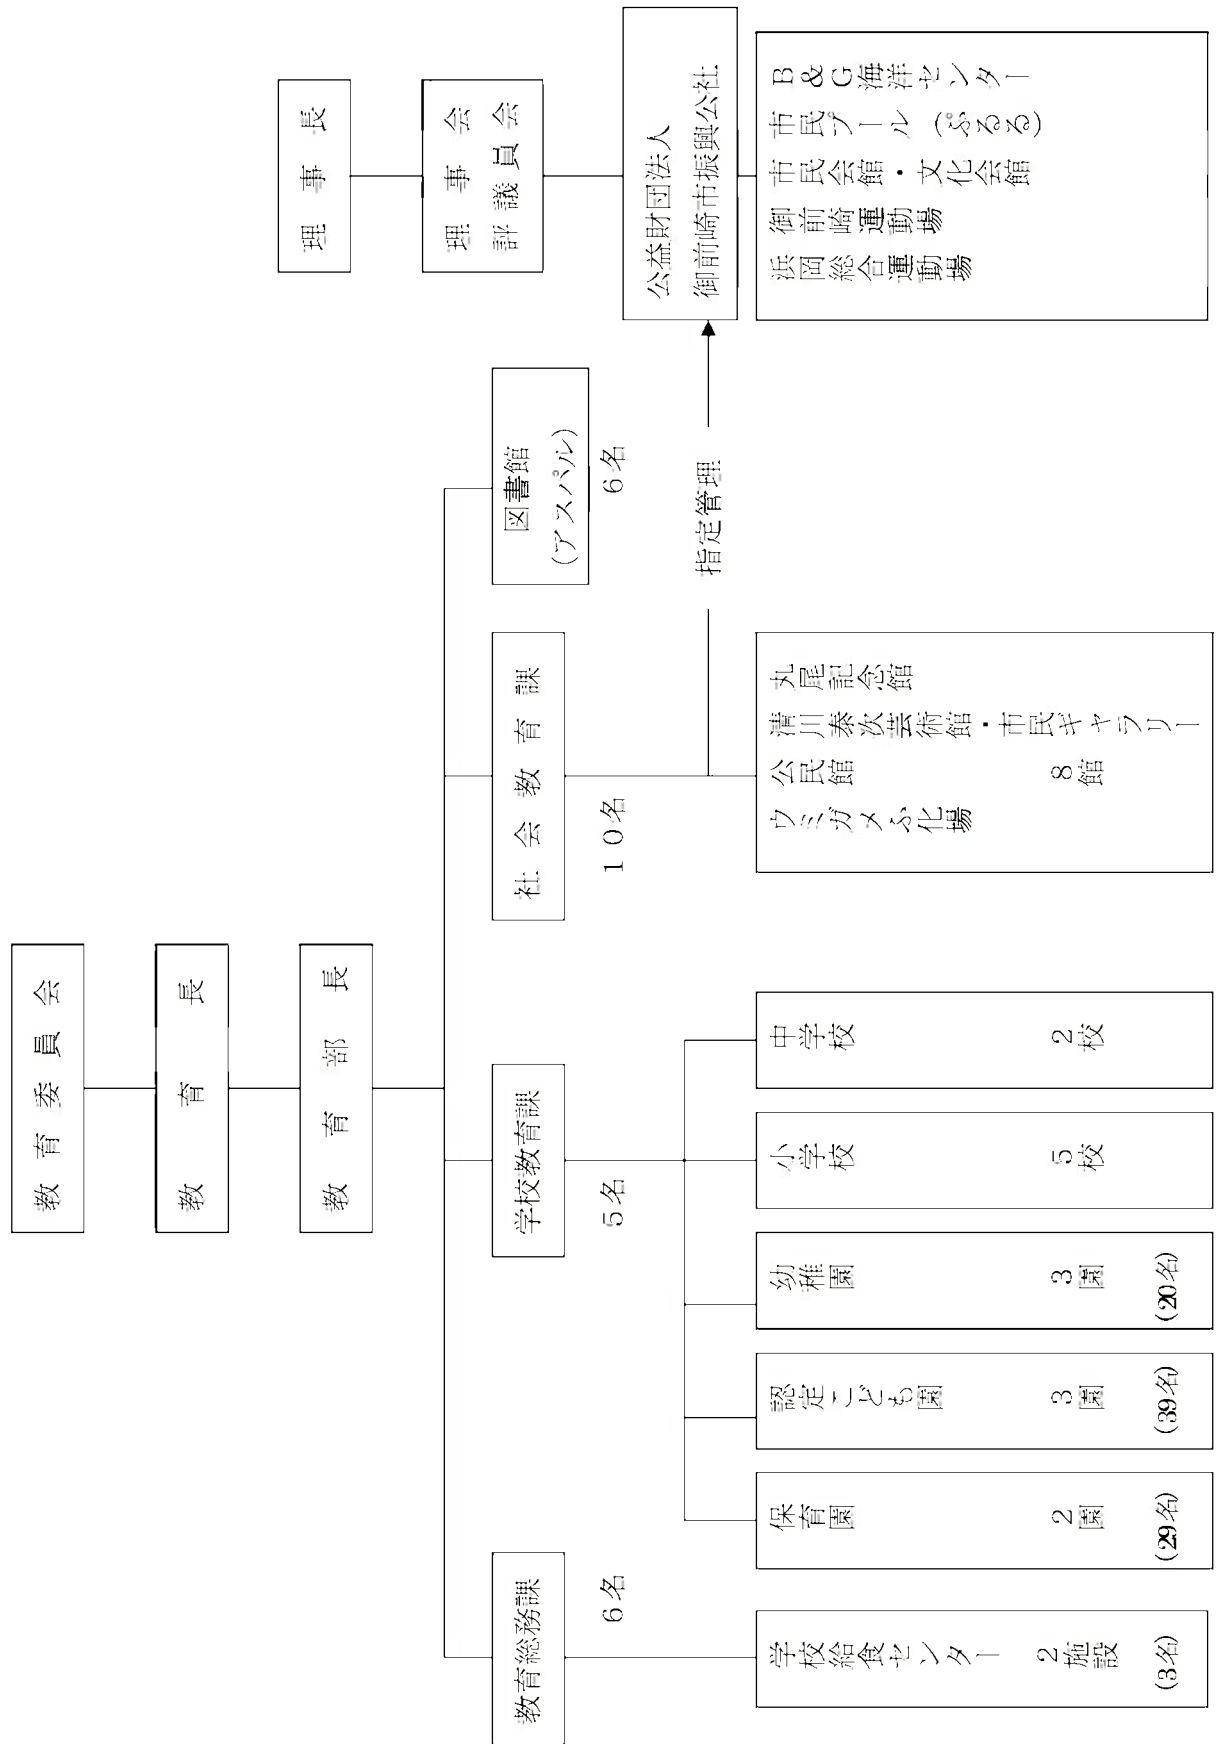 教育委員会
教育長
教育部長
教育総務課
6名
学校教育課
5名
社会教育課
10名
図書館
(アスパル)
6名
理事長
理事会
評議員会
公益財団法人
御前崎市振興公社
指定管理
学校給食センター
2施設
(3名)
保育園
2園
(29名)
認定こども園
3園
(39名)
幼稚園
3園
(20名)
小学校
5校
中学校
2校
丸尾記念館
清川泰次芸術館・市民ギャラリー
公民館 8館
ウミガメふ化場
B&G海洋センター
市民プール(ぷるる)
市民会館・文化会館
御前崎運動場
浜岡総合運動場